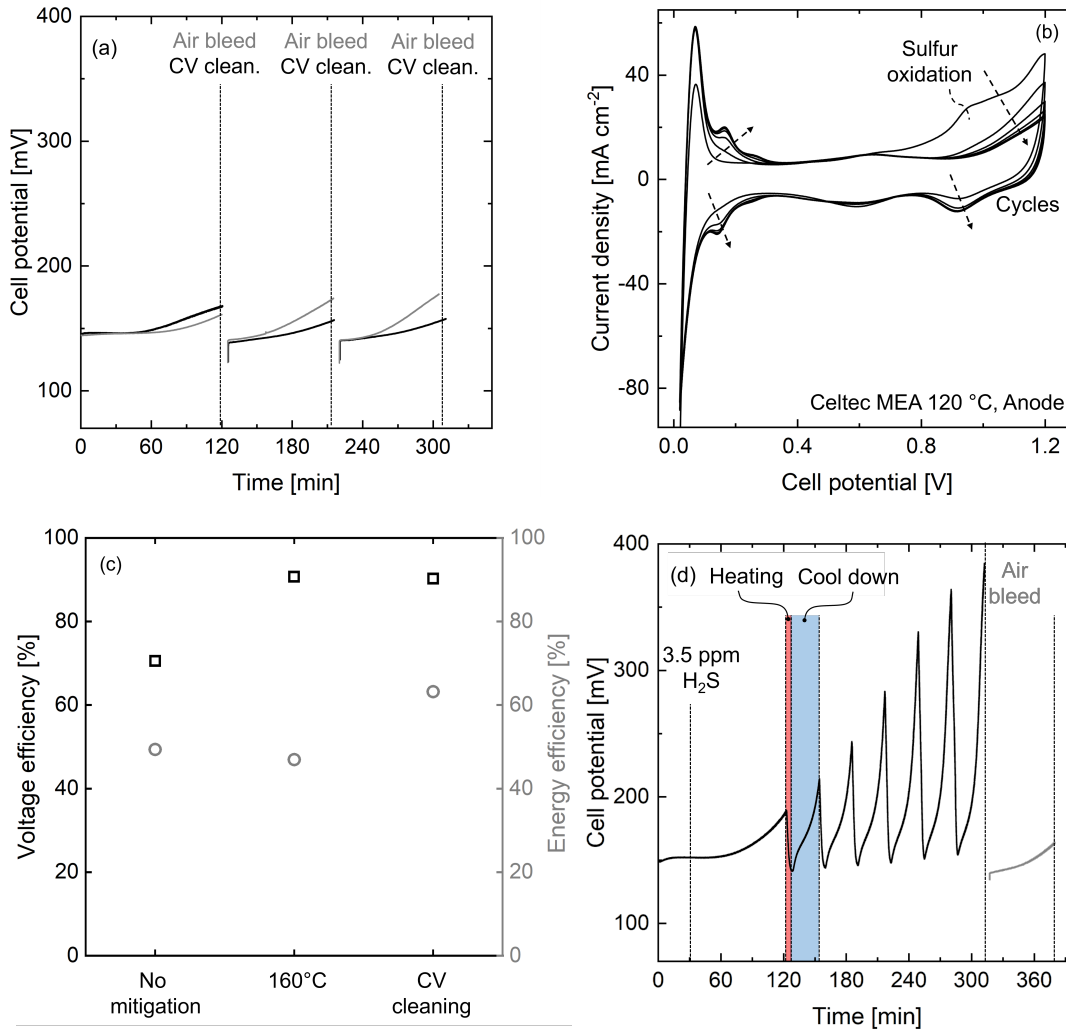 (a)
Air bleed Air bleed Air bleed
CV clean. CV clean. CV clean.
400
300
200
100
Cell potential [mV]
0 60 120 180 240 300
Time [min]
(b)
Sulfur
oxidation
Cycles
40
0
-40
-80
Current density [mA cm⁻²]
Celtec MEA 120 °C, Anode
0.0 0.4 0.8 1.2
Cell potential [V]
(c)
100 100
80 80
60 60
40 40
20 20
0 0
Voltage efficiency [%]
Energy efficiency [%]
No 160°C CV
mitigation cleaning
(d) Heating Cool down
Air
bleed
3.5 ppm
H₂S
400
300
200
100
Cell potential [mV]
0 60 120 180 240 300 360
Time [min]